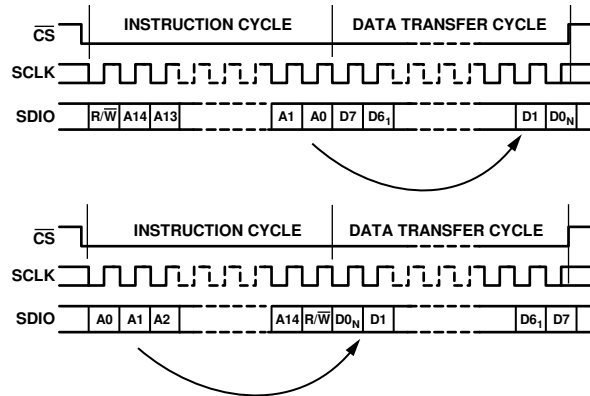 INSTRUCTION CYCLE DATA TRANSFER CYCLE
CS
SCLK
SDIO R/W A14 A13 A1 A0 D7 D61 D1 D0N
INSTRUCTION CYCLE DATA TRANSFER CYCLE
CS
SCLK
SDIO A0 A1 A2 A14 R/W D0N D1 D61 D7